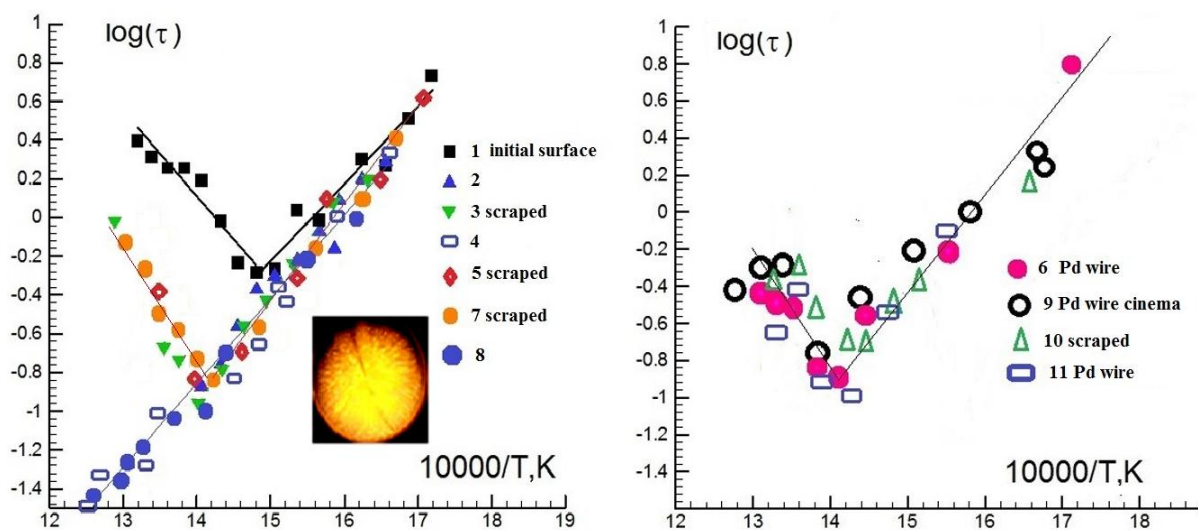 log(τ)
1
0.8
0.6
0.4
0.2
0
-0.2
-0.4
-0.6
-0.8
-1
-1.2
-1.4
1 initial surface
2
3 scraped
4
5 scraped
7 scraped
8
10000/T,K
12 13 14 15 16 17 18 19
log(τ)
1
0.8
0.6
0.4
0.2
0
-0.2
-0.4
-0.6
-0.8
-1
-1.2
-1.4
6 Pd wire
9 Pd wire cinema
10 scraped
11 Pd wire
10000/T,K
12 13 14 15 16 17 18